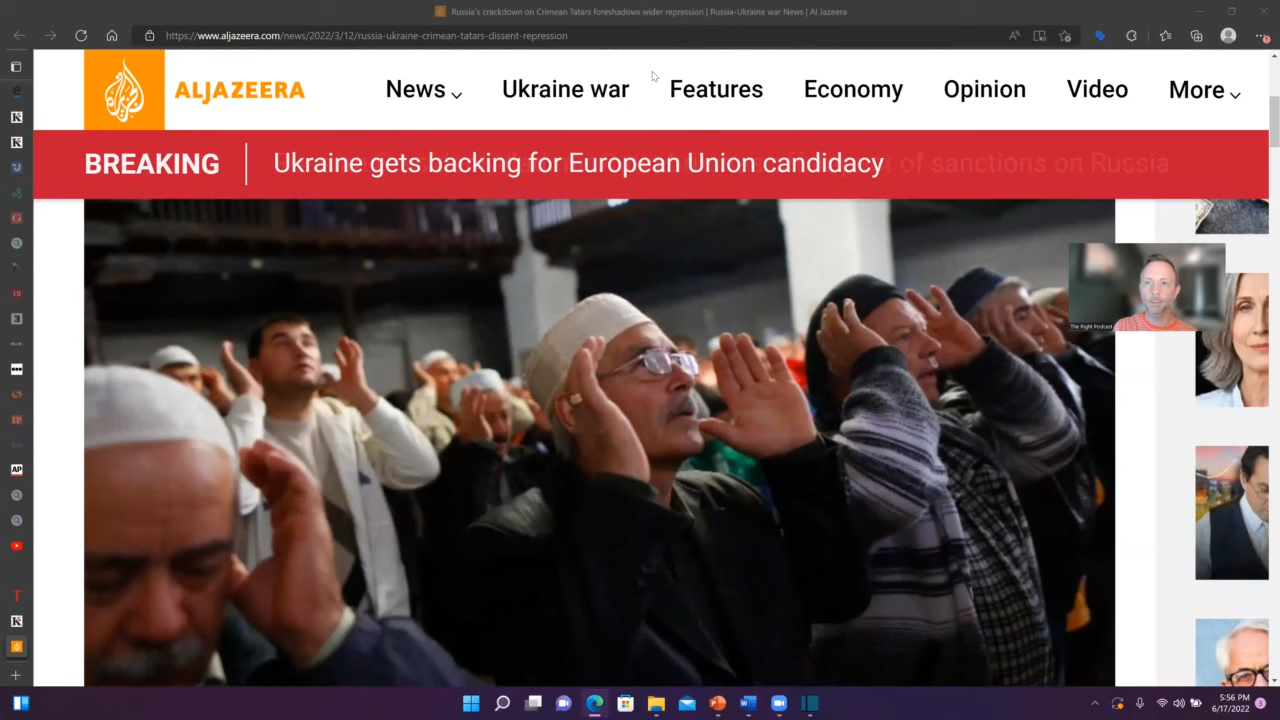 Russia's crackdown on Crimean Tatars foreshadows wider repression | Russia-Ukraine war News | Al Jazeera
https://www.aljazeera.com/news/2022/3/12/russia-ukraine-crimean-tatars-dissent-repression
ALJAZEERA
News
Ukraine war
Features
Economy
Opinion
Video
More
BREAKING
Ukraine gets backing for European Union candidacy
of sanctions on Russia
The Right Podcast
AP
5:56 PM
6/17/2022